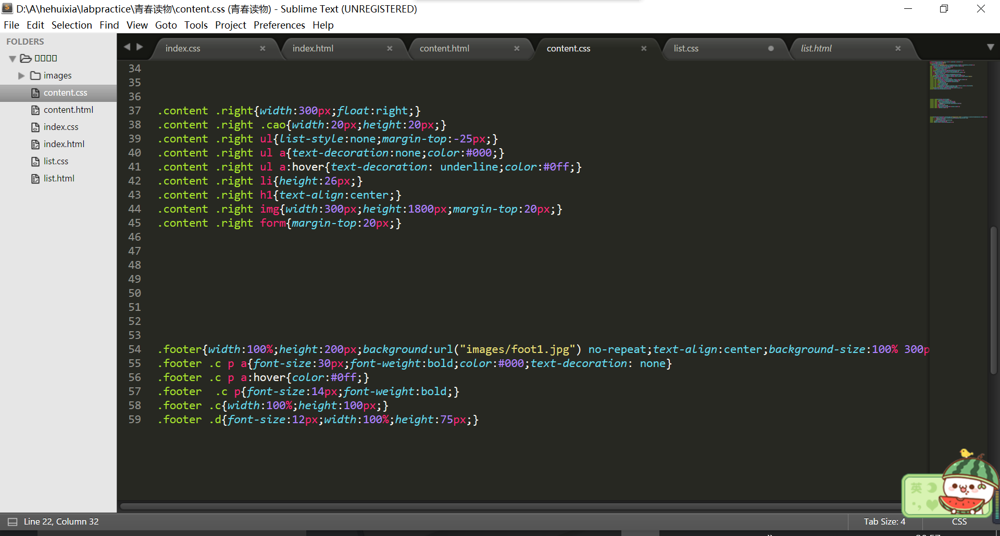 D:\A\hehuixia\labpractice\青春读物\content.css (青春读物) - Sublime Text (UNREGISTERED)
File Edit Selection Find View Goto Tools Project Preferences Help
FOLDERS
images
content.css
content.html
index.css
index.html
list.css
list.html
index.css index.html content.html content.css list.css list.html
34
35
36
37 .content .right{width:300px;float:right;}
38 .content .right .cao{width:20px;height:20px;}
39 .content .right ul{list-style:none;margin-top:-25px;}
40 .content .right ul a{text-decoration:none;color:#000;}
41 .content .right ul a:hover{text-decoration: underline;color:#0ff;}
42 .content .right li{height:26px;}
43 .content .right h1{text-align:center;}
44 .content .right img{width:300px;height:1800px;margin-top:20px;}
45 .content .right form{margin-top:20px;}
46
47
48
49
50
51
52
53
54 .footer{width:100%;height:200px;background:url("images/foot1.jpg") no-repeat;text-align:center;background-size:100% 300p
55 .footer .c p a{font-size:30px;font-weight:bold;color:#000;text-decoration: none}
56 .footer .c p a:hover{color:#0ff;}
57 .footer  .c p{font-size:14px;font-weight:bold;}
58 .footer .c{width:100%;height:100px;}
59 .footer .d{font-size:12px;width:100%;height:75px;}
英
Line 22, Column 32 Tab Size: 4 CSS